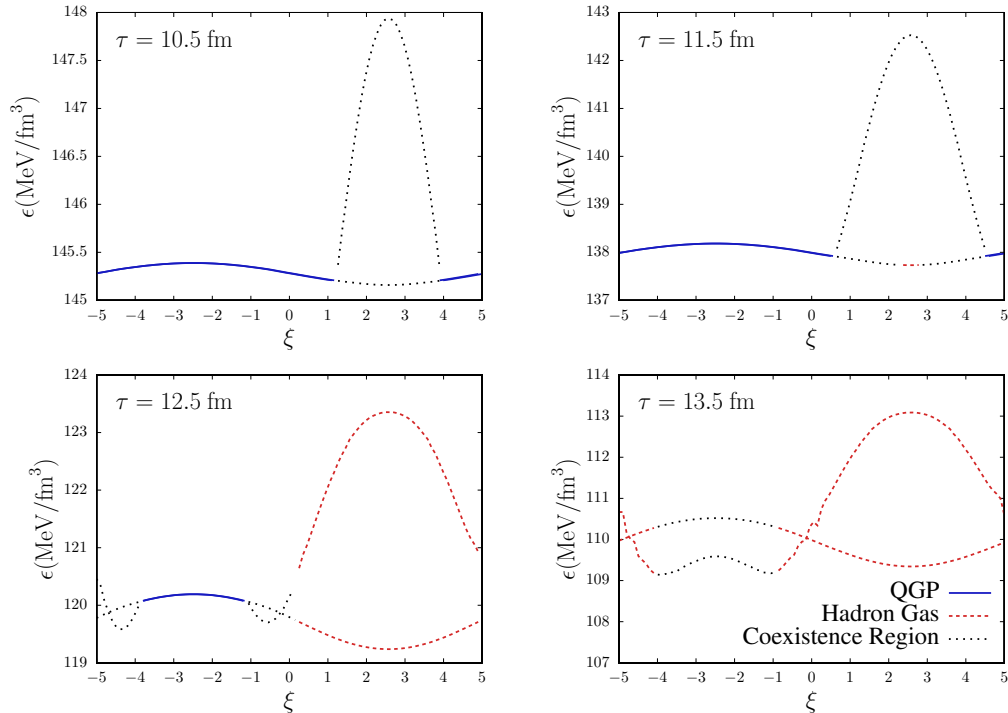 148
147.5
147
146.5
146
145.5
145
−5 −4 −3 −2 −1 0 1 2 3 4 5
τ = 10.5 fm
ϵ(MeV/fm³)
ξ
143
142
141
140
139
138
137
−5 −4 −3 −2 −1 0 1 2 3 4 5
τ = 11.5 fm
ϵ(MeV/fm³)
ξ
124
123
122
121
120
119
−5 −4 −3 −2 −1 0 1 2 3 4 5
τ = 12.5 fm
ϵ(MeV/fm³)
ξ
114
113
112
111
110
109
108
107
−5 −4 −3 −2 −1 0 1 2 3 4 5
τ = 13.5 fm
ϵ(MeV/fm³)
ξ
QGP
Hadron Gas
Coexistence Region